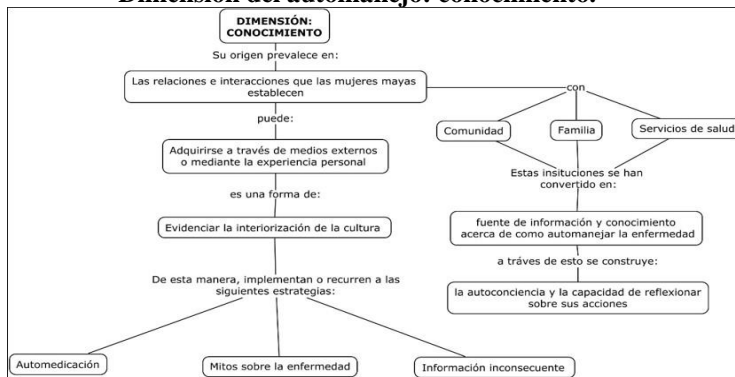 Dimensión del automanejo: conocimiento.
DIMENSIÓN:
CONOCIMIENTO
Su origen prevalece en:
Las relaciones e interacciones que las mujeres mayas
establecen
con
Comunidad
Familia
Servicios de salud
puede:
Adquirirse a través de medios externos
o mediante la experiencia personal
es una forma de:
Evidenciar la interiorización de la cultura
De esta manera, implementan o recurren a las
siguientes estrategias:
Automedicación
Mitos sobre la enfermedad
Información inconsecuente
Estas insituciones se han
convertido en:
fuente de información y conocimiento
acerca de como automanejar la enfermedad
a tráves de esto se construye:
la autoconciencia y la capacidad de reflexionar
sobre sus acciones